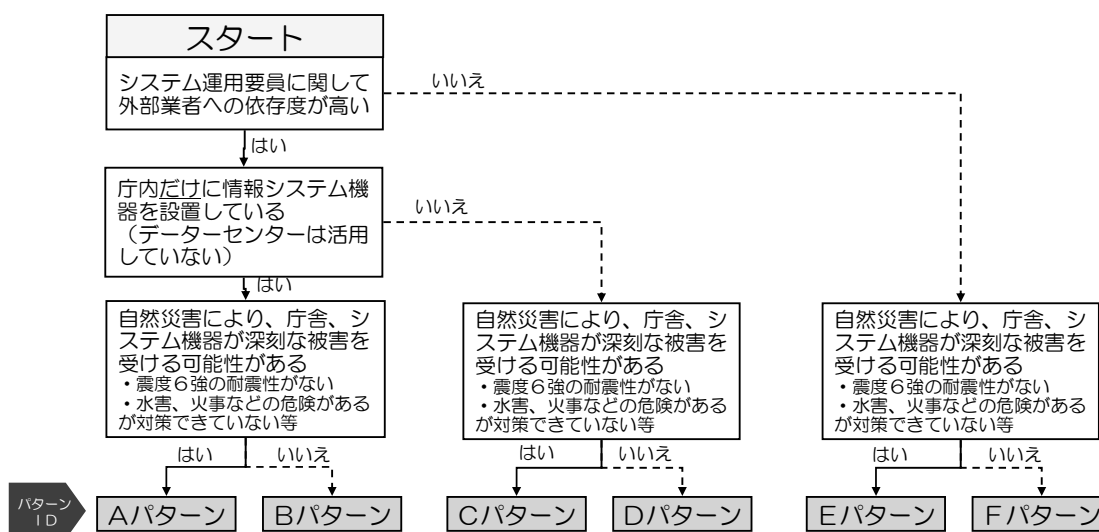 スタート
システム運用要員に関して
外部業者への依存度が高い
いいえ
はい
庁内だけに情報システム機
器を設置している
（データーセンターは活用
していない）
いいえ
はい
自然災害により、庁舎、シ
ステム機器が深刻な被害を
受ける可能性がある
・震度６強の耐震性がない
・水害、火事などの危険がある
が対策できていない等
自然災害により、庁舎、シ
ステム機器が深刻な被害を
受ける可能性がある
・震度６強の耐震性がない
・水害、火事などの危険がある
が対策できていない等
自然災害により、庁舎、シ
ステム機器が深刻な被害を
受ける可能性がある
・震度６強の耐震性がない
・水害、火事などの危険がある
が対策できていない等
はい
いいえ
はい
いいえ
はい
いいえ
パターン
ＩＤ
Ａパターン
Ｂパターン
Ｃパターン
Ｄパターン
Ｅパターン
Ｆパターン